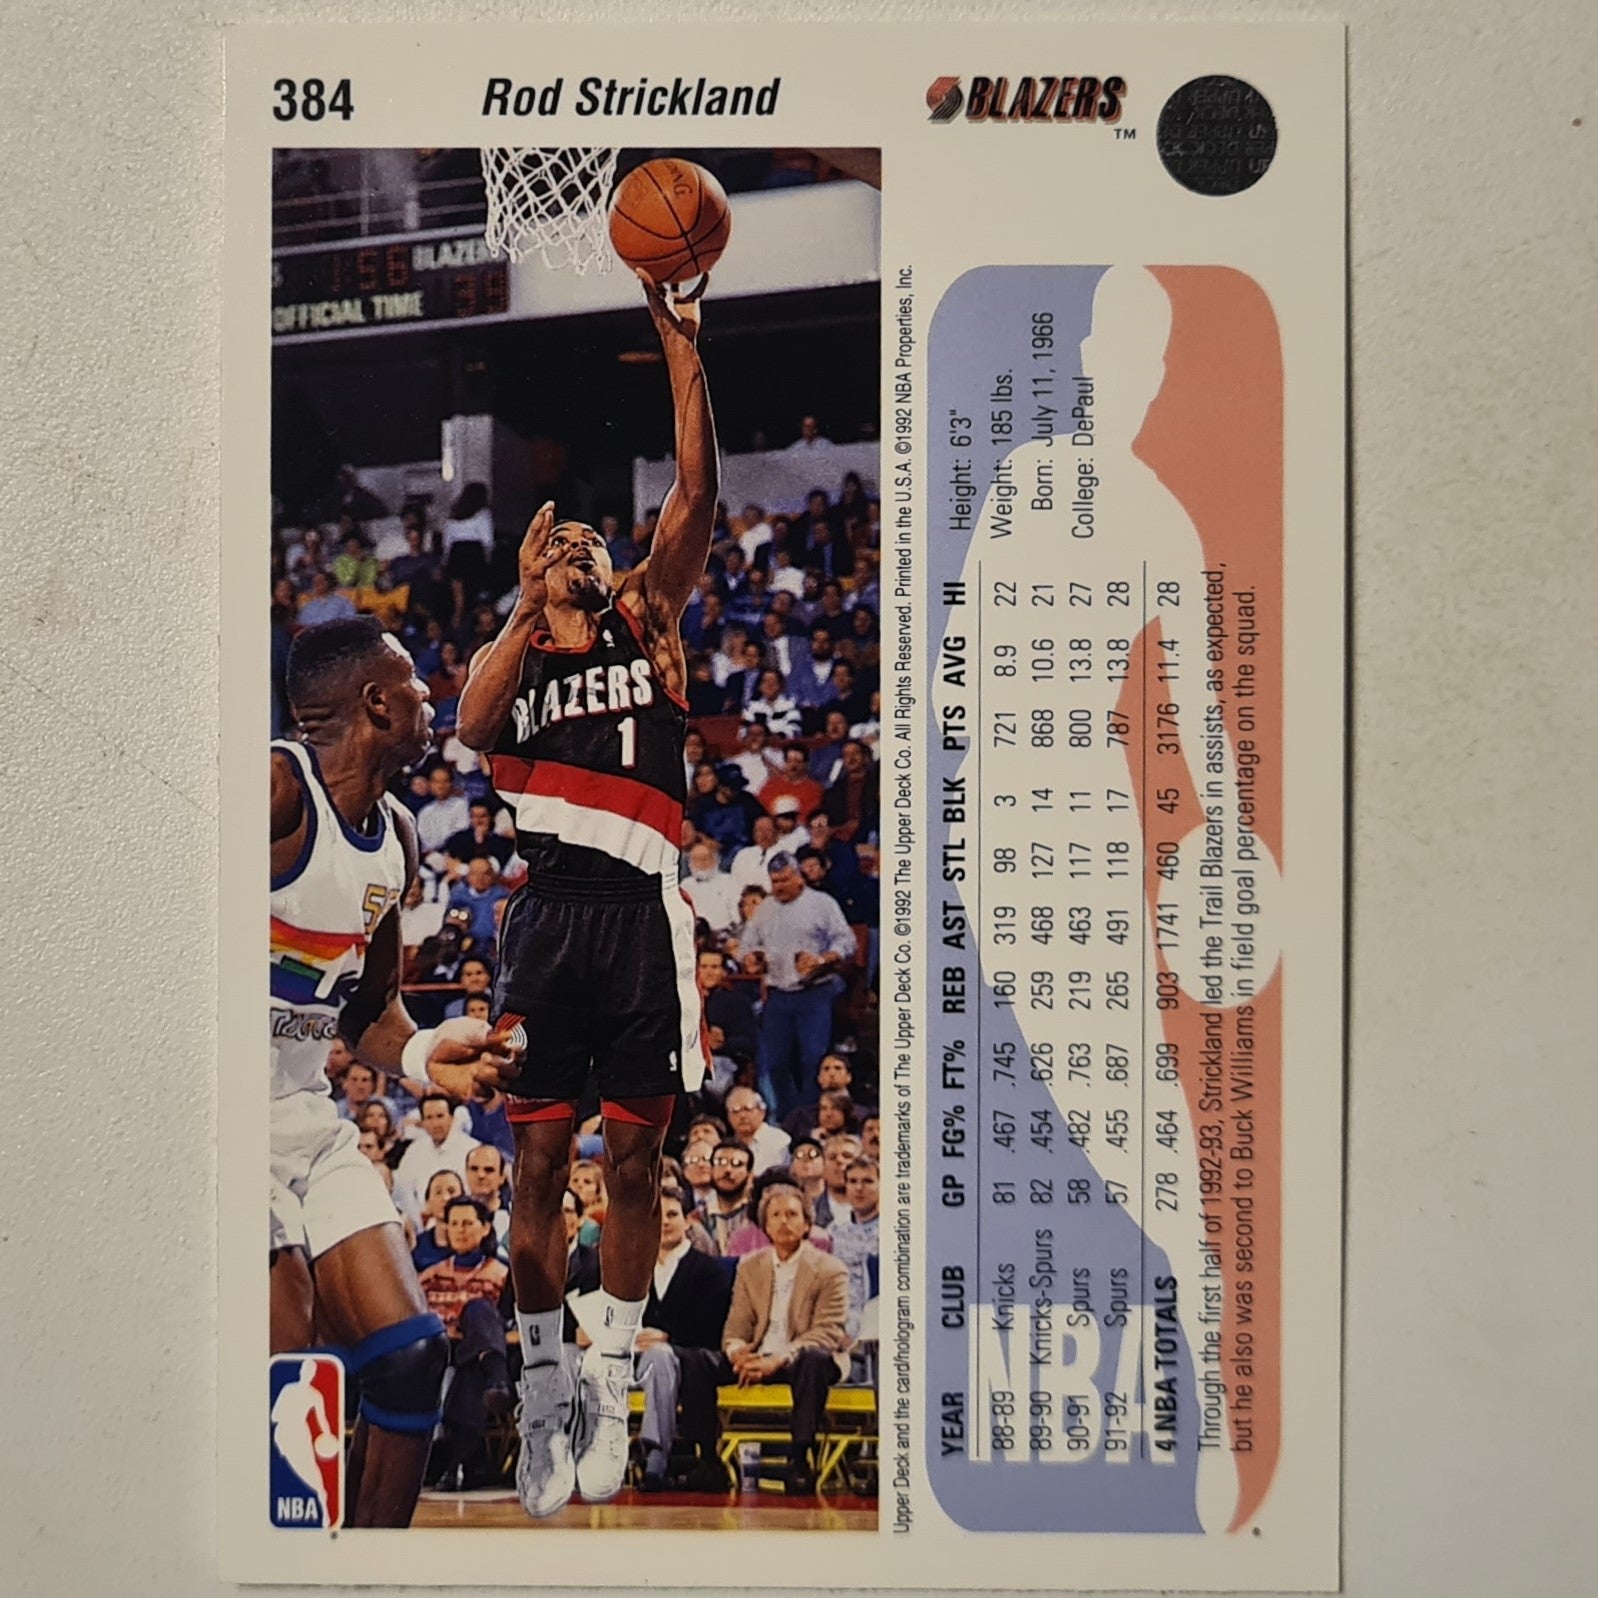 384 Rod Strickland BLAZERS™
BLAZERS
OFFICIAL TIME
BLAZERS
1
NBA
Upper Deck and the card/hologram combination are trademarks of The Upper Deck Co. ©1992 The Upper Deck Co. All Rights Reserved. Printed in the U.S.A. ©1992 NBA Properties, Inc.
Height: 6'3"
Weight: 185 lbs.
Born: July 11, 1966
College: DePaul
YEAR CLUB GP FG% FT% REB AST STL BLK PTS AVG HI
88-89 Knicks 81 .467 .745 160 319 98 3 721 8.9 22
89-90 Knicks-Spurs 82 .454 .626 259 468 127 14 868 10.6 21
90-91 Spurs 58 .482 .763 219 463 117 11 800 13.8 27
91-92 Spurs 57 .455 .687 265 491 118 17 787 13.8 28
4 NBA TOTALS 278 .464 .699 903 1741 460 45 3176 11.4 28
Through the first half of 1992-93, Strickland led the Trail Blazers in assists, as expected,
but he also was second to Buck Williams in field goal percentage on the squad.
NBA